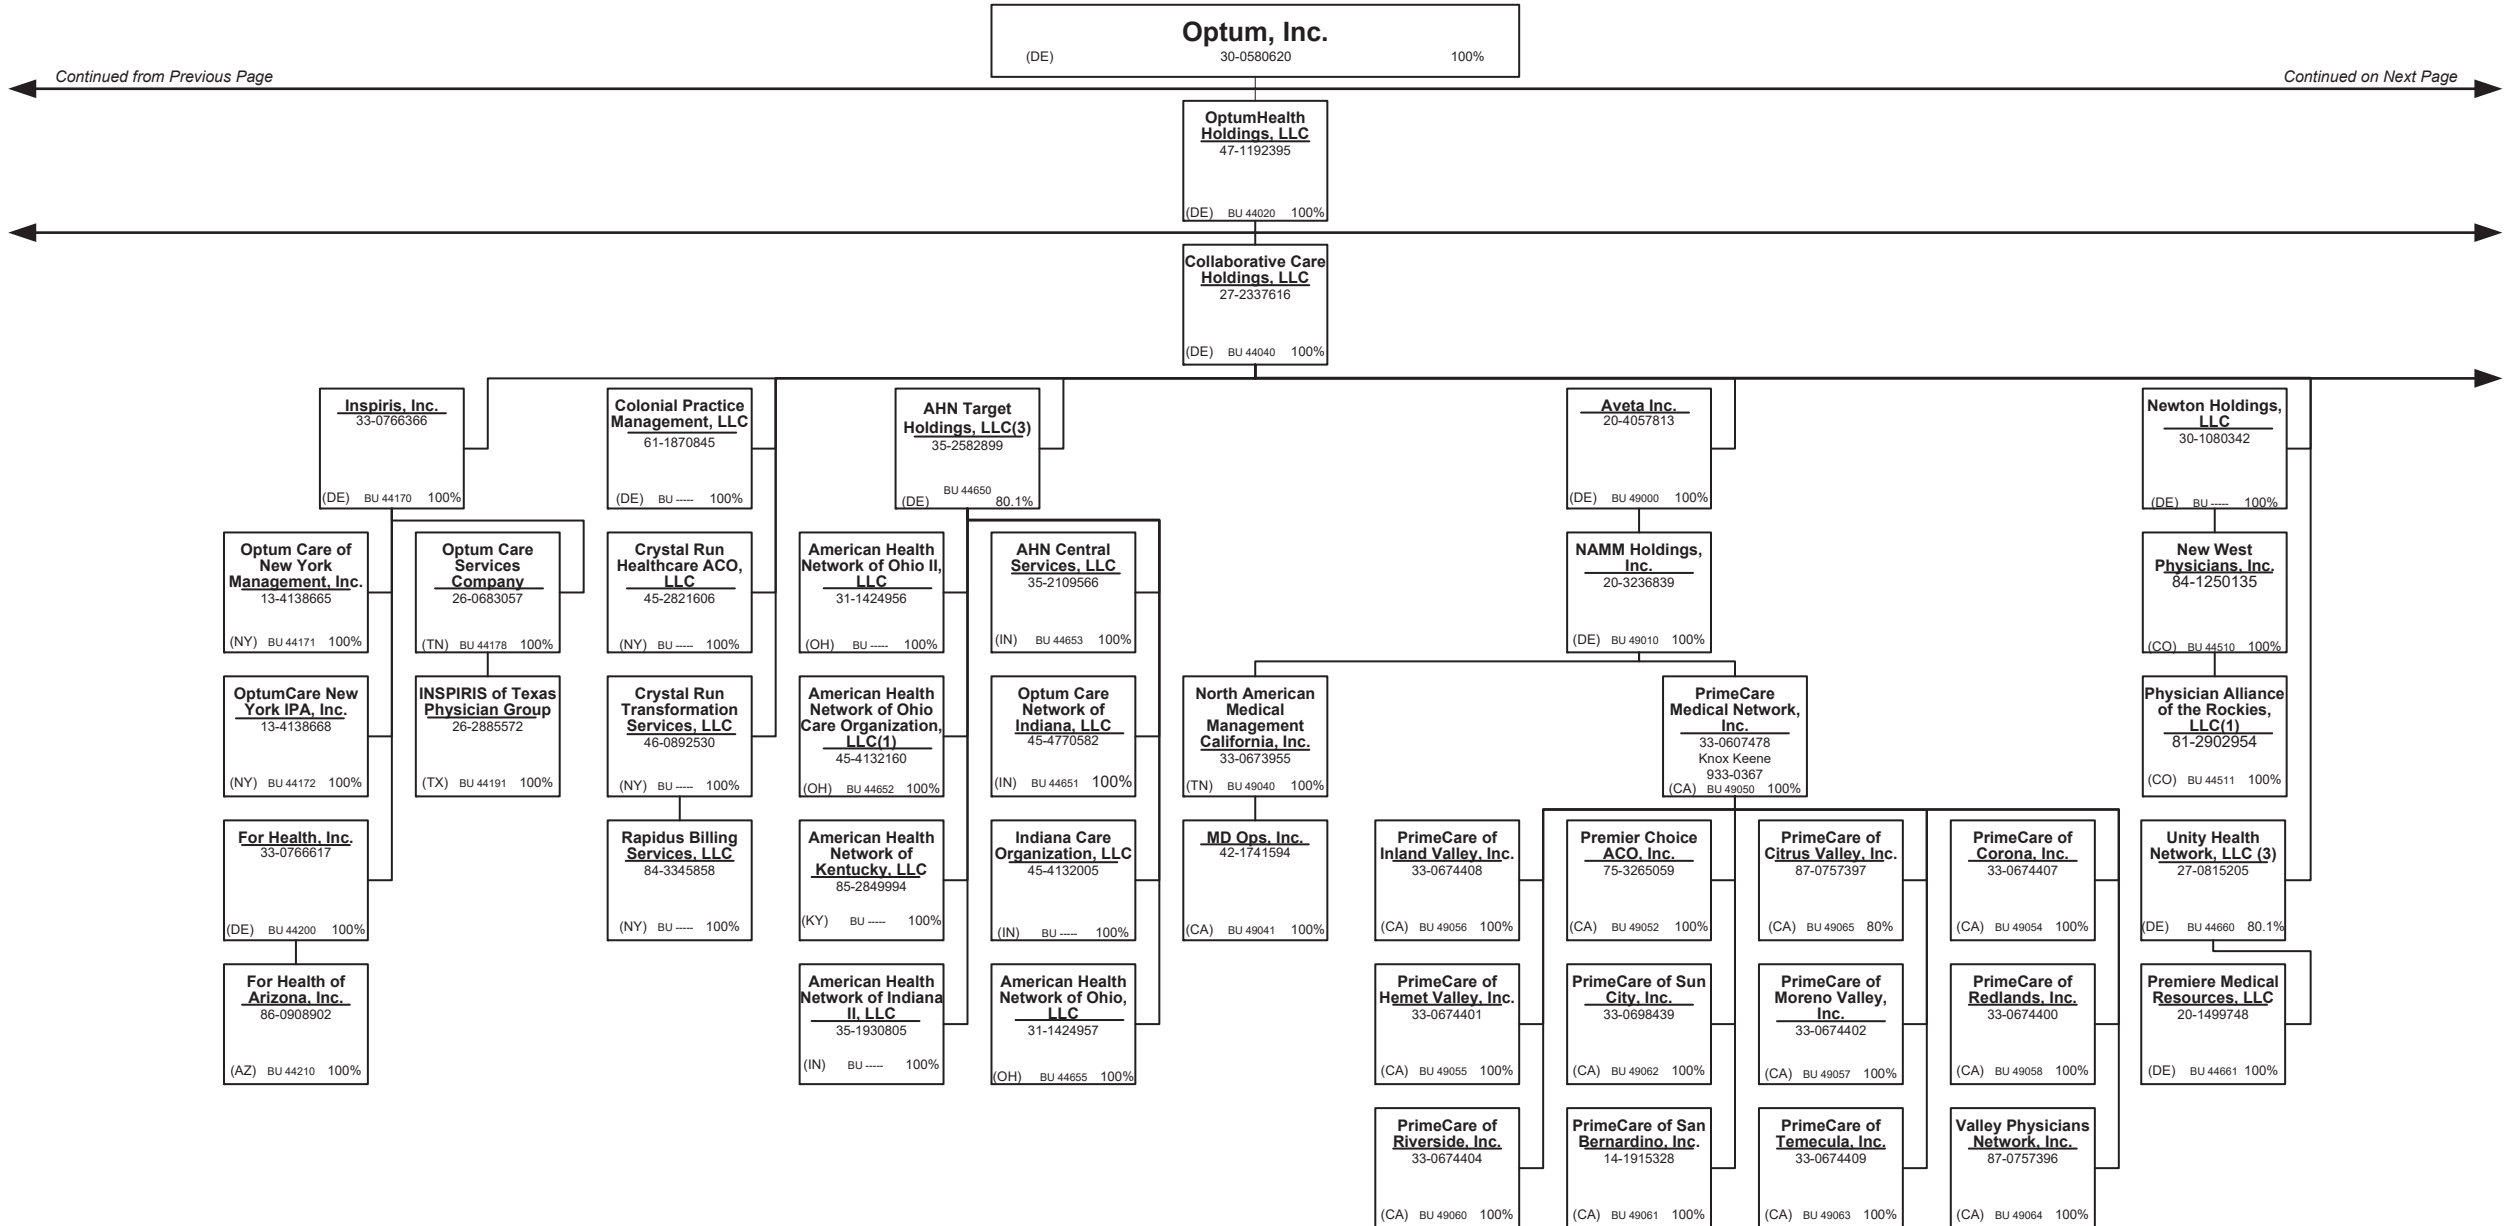 Optum, Inc.
(DE) 30-0580620 100%
Continued from Previous Page
Continued on Next Page
OptumHealth
Holdings, LLC
47-1192395
(DE) BU 44020 100%
Collaborative Care
Holdings, LLC
27-2337616
(DE) BU 44040 100%
Inspiris, Inc.
33-0766366
(DE) BU 44170 100%
Colonial Practice
Management, LLC
61-1870845
(DE) BU ----- 100%
AHN Target
Holdings, LLC(3)
35-2582899
BU 44650
(DE) 80.1%
Aveta Inc.
20-4057813
(DE) BU 49000 100%
Newton Holdings,
LLC
30-1080342
(DE) BU ----- 100%
Optum Care of
New York
Management, Inc.
13-4138665
(NY) BU 44171 100%
Optum Care
Services
Company
26-0683057
(TN) BU 44178 100%
Crystal Run
Healthcare ACO,
LLC
45-2821606
(NY) BU ----- 100%
American Health
Network of Ohio II,
LLC
31-1424956
(OH) BU ----- 100%
AHN Central
Services, LLC
35-2109566
(IN) BU 44653 100%
NAMM Holdings,
Inc.
20-3236839
(DE) BU 49010 100%
New West
Physicians, Inc.
84-1250135
(CO) BU 44510 100%
OptumCare New
York IPA, Inc.
13-4138668
(NY) BU 44172 100%
INSPIRIS of Texas
Physician Group
26-2885572
(TX) BU 44191 100%
Crystal Run
Transformation
Services, LLC
46-0892530
(NY) BU ----- 100%
American Health
Network of Ohio
Care Organization,
LLC(1)
45-4132160
(OH) BU 44652 100%
Optum Care
Network of
Indiana, LLC
45-4770582
(IN) BU 44651 100%
North American
Medical
Management
California, Inc.
33-0673955
(TN) BU 49040 100%
PrimeCare
Medical Network,
Inc.
33-0607478
Knox Keene
933-0367
(CA) BU 49050 100%
Physician Alliance
of the Rockies,
LLC(1)
81-2902954
(CO) BU 44511 100%
For Health, Inc.
33-0766617
(DE) BU 44200 100%
Rapidus Billing
Services, LLC
84-3345858
(NY) BU ----- 100%
American Health
Network of
Kentucky, LLC
85-2849994
(KY) BU ----- 100%
Indiana Care
Organization, LLC
45-4132005
(IN) BU ----- 100%
MD Ops, Inc.
42-1741594
(CA) BU 49041 100%
PrimeCare of
Inland Valley, Inc.
33-0674408
(CA) BU 49056 100%
Premier Choice
ACO, Inc.
75-3265059
(CA) BU 49052 100%
PrimeCare of
Citrus Valley, Inc.
87-0757397
(CA) BU 49065 80%
PrimeCare of
Corona, Inc.
33-0674407
(CA) BU 49054 100%
Unity Health
Network, LLC (3)
27-0815205
(DE) BU 44660 80.1%
For Health of
Arizona, Inc.
86-0908902
(AZ) BU 44210 100%
American Health
Network of Indiana
II, LLC
35-1930805
(IN) BU ----- 100%
American Health
Network of Ohio,
LLC
31-1424957
(OH) BU 44655 100%
PrimeCare of
Hemet Valley, Inc.
33-0674401
(CA) BU 49055 100%
PrimeCare of Sun
City, Inc.
33-0698439
(CA) BU 49062 100%
PrimeCare of
Moreno Valley,
Inc.
33-0674402
(CA) BU 49057 100%
PrimeCare of
Redlands, Inc.
33-0674400
(CA) BU 49058 100%
Premiere Medical
Resources, LLC
20-1499748
(DE) BU 44661 100%
PrimeCare of
Riverside, Inc.
33-0674404
(CA) BU 49060 100%
PrimeCare of San
Bernardino, Inc.
14-1915328
(CA) BU 49061 100%
PrimeCare of
Temecula, Inc.
33-0674409
(CA) BU 49063 100%
Valley Physicians
Network, Inc.
87-0757396
(CA) BU 49064 100%